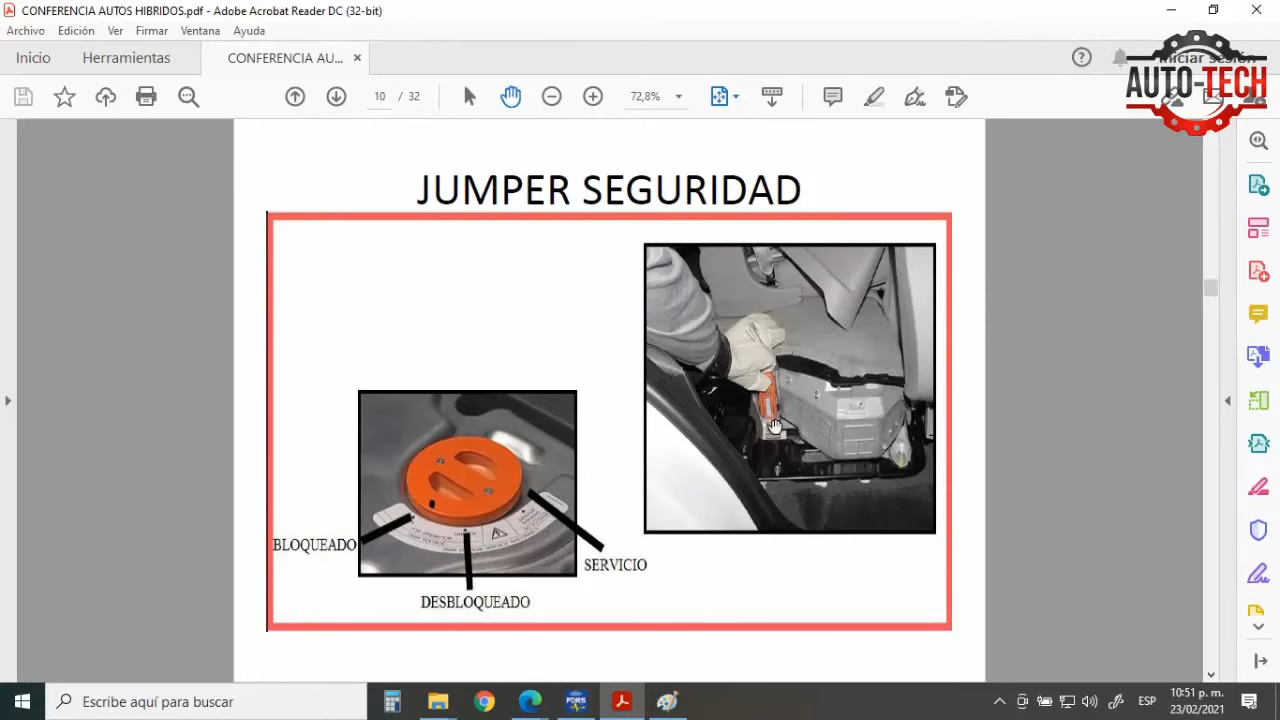 CONFERENCIA AUTOS HIBRIDOS.pdf - Adobe Acrobat Reader DC (32-bit)
Archivo Edición Ver Firmar Ventana Ayuda
Inicio Herramientas CONFERENCIA AU... ×
AUTO-TECH
10 / 32 72,8%
JUMPER SEGURIDAD
BLOQUEADO
SERVICIO
DESBLOQUEADO
Escribe aquí para buscar
ESP
10:51 p. m.
23/02/2021